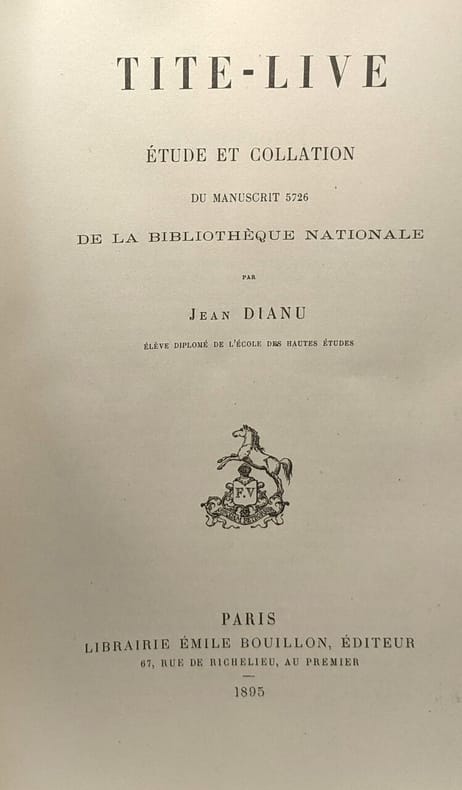 TITE-LIVE
ÉTUDE ET COLLATION
DU MANUSCRIT 5726
DE LA BIBLIOTHÈQUE NATIONALE
PAR
JEAN DIANU
ÉLÈVE DIPLOMÉ DE L'ÉCOLE DES HAUTES ÉTUDES
F.V
PARIS
LIBRAIRIE ÉMILE BOUILLON, ÉDITEUR
67, RUE DE RICHELIEU, AU PREMIER
1895